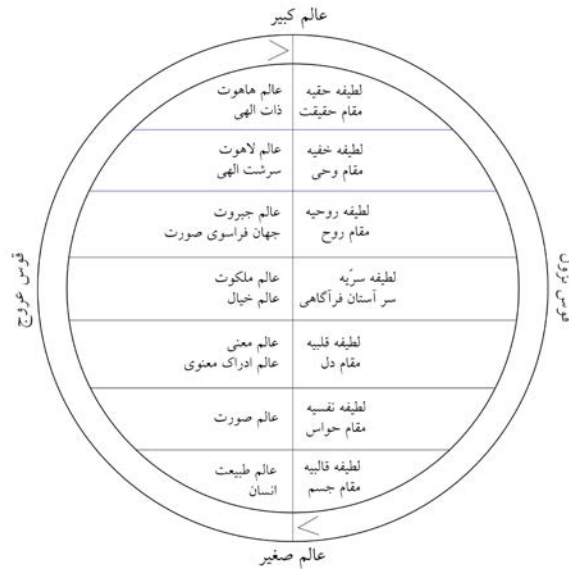 عالم کبیر
لطیفه حقیه
مقام حقیقت
عالم هاهوت
ذات الهی
لطیفه خفیه
مقام وحی
عالم لاهوت
سرشت الهی
لطیفه روحیه
مقام روح
عالم جبروت
جهان فراسوی صورت
لطیفه سرّیه
سر آستان فرآگاهی
عالم ملکوت
عالم خیال
لطیفه قلبیه
مقام دل
عالم معنی
عالم ادراک معنوی
لطیفه نفسیه
مقام حواس
عالم صورت
لطیفه قالبیه
مقام جسم
عالم طبیعت
انسان
قوس نزول
قوس عروج
عالم صغیر